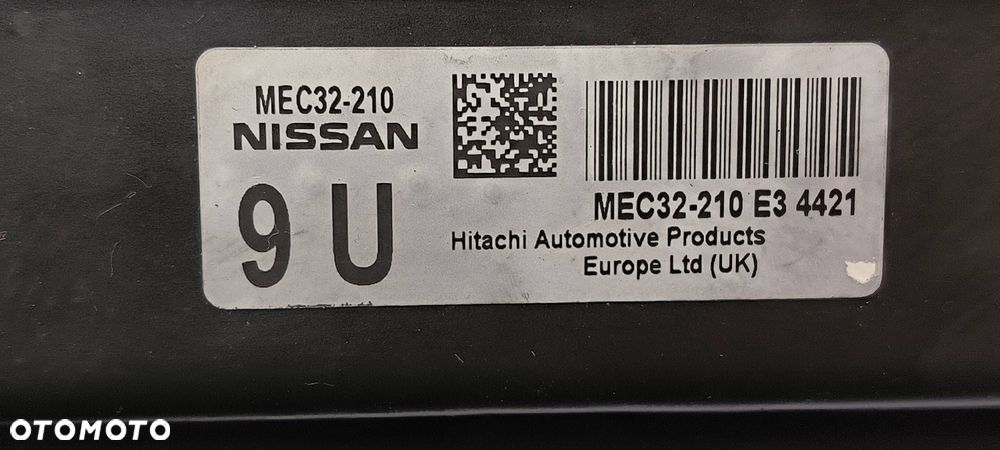 MEC32-210
NISSAN
9 U
MEC32-210 E3 4421
Hitachi Automotive Products
Europe Ltd (UK)
OTOMOTO